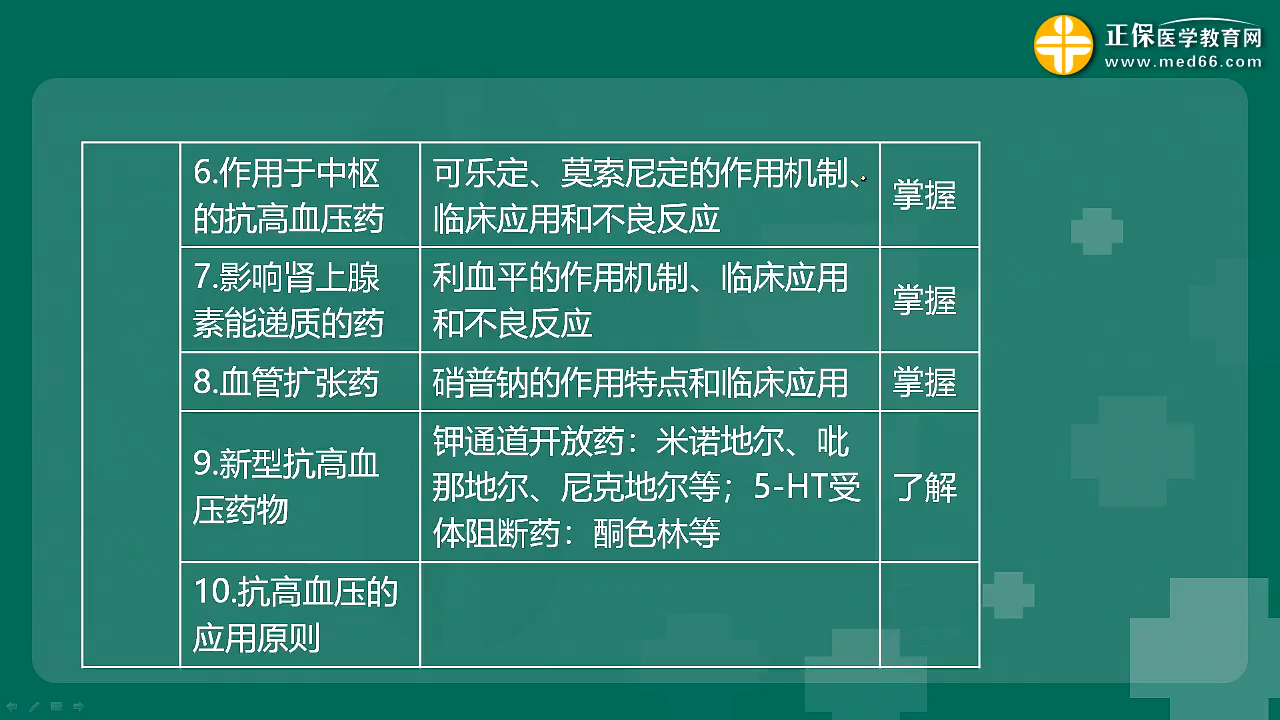 正保医学教育网
www.med66.com
6.作用于中枢
的抗高血压药
可乐定、莫索尼定的作用机制、
临床应用和不良反应
掌握
7.影响肾上腺
素能递质的药
利血平的作用机制、临床应用
和不良反应
掌握
8.血管扩张药
硝普钠的作用特点和临床应用
掌握
9.新型抗高血
压药物
钾通道开放药：米诺地尔、吡
那地尔、尼克地尔等；5-HT受
体阻断药：酮色林等
了解
10.抗高血压的
应用原则